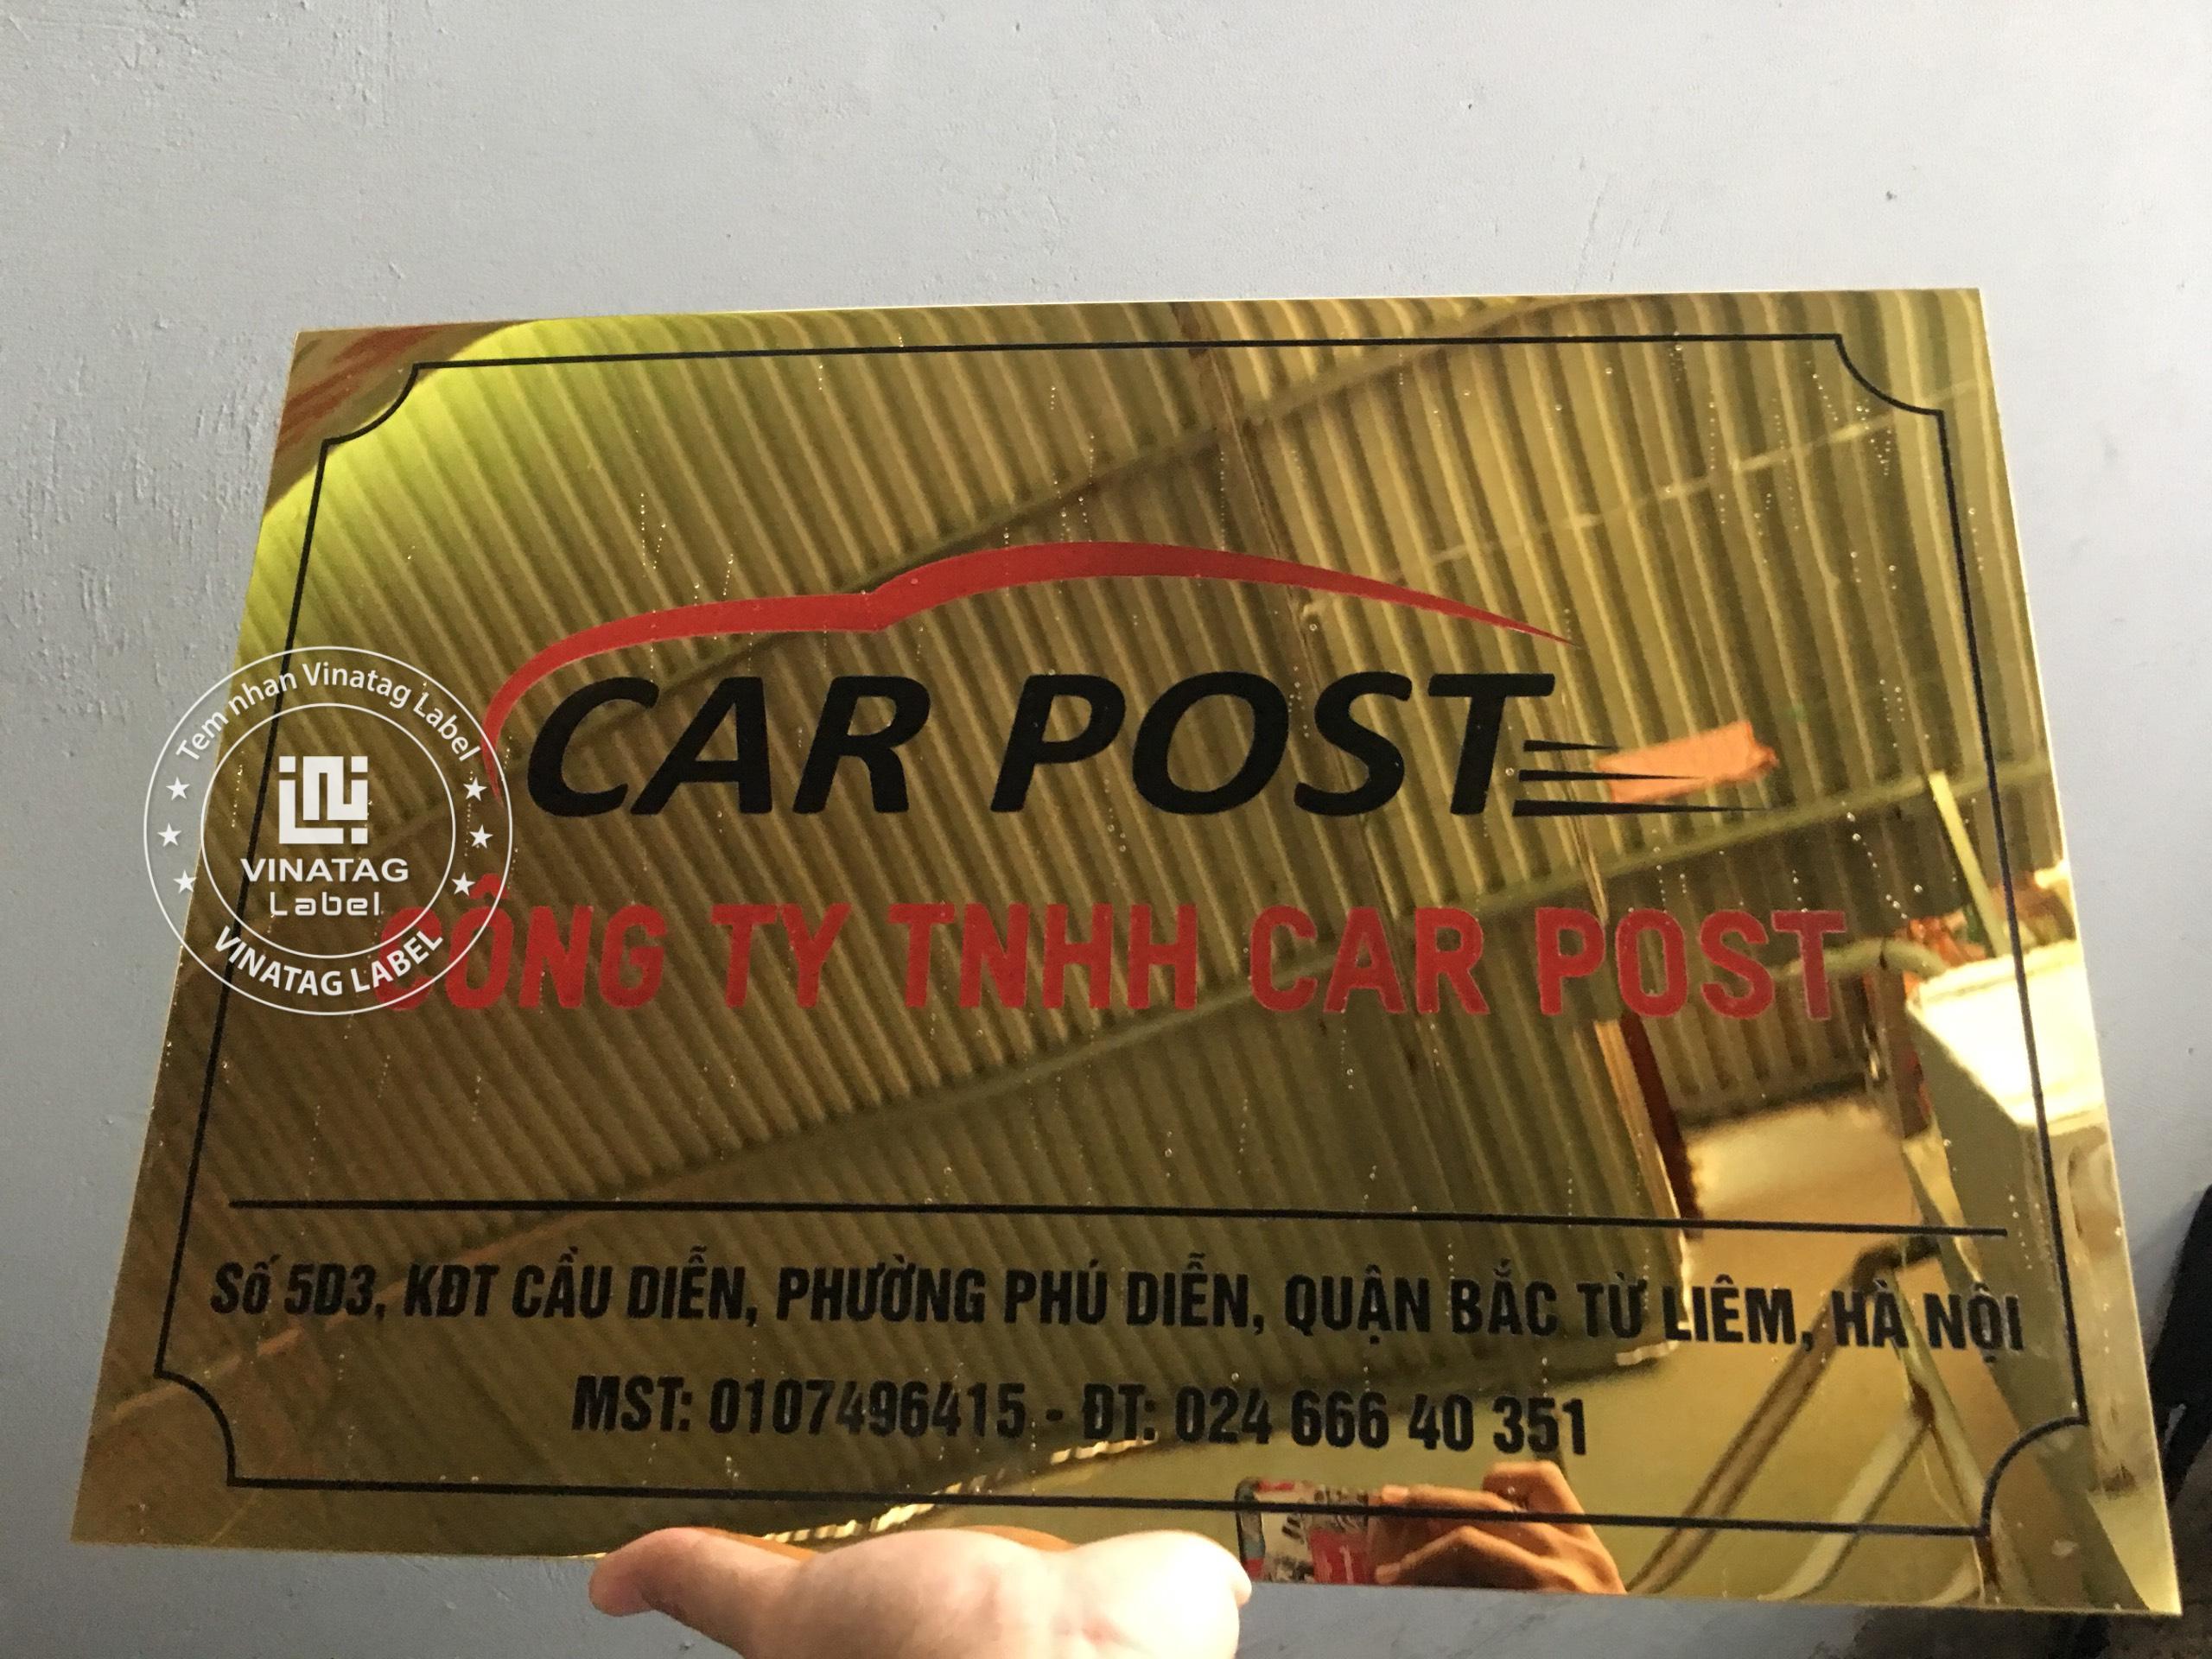 CAR POST
CÔNG TY TNHH CAR POST
Số 5D3, KĐT CẦU DIỄN, PHƯỜNG PHÚ DIỄN, QUẬN BẮC TỪ LIÊM, HÀ NỘI
MST: 0107496415 - ĐT: 024 666 40 351
Tem nhan Vinatag Label
VINATAG
Label
VINATAG LABEL